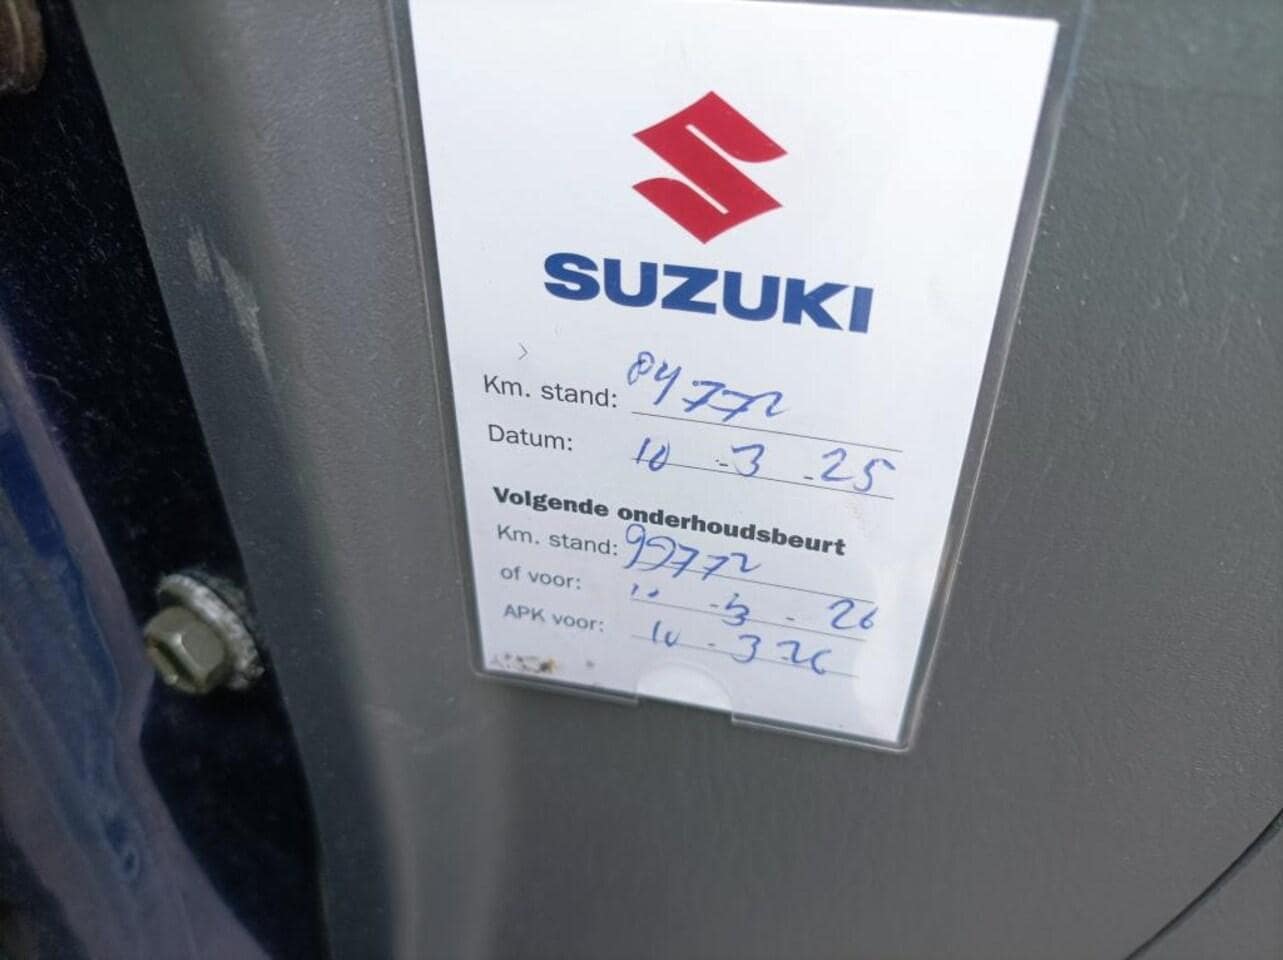 SUZUKI
Km. stand: 84772
Datum: 10-3-25
Volgende onderhoudsbeurt
Km. stand: 99772
of voor: 10-3-26
APK voor: 10-3-26